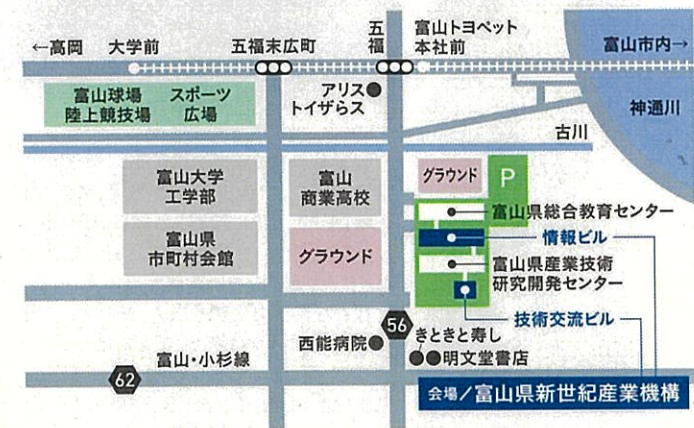 ←高岡
大学前
五福末広町
五福
富山トヨペット
本社前
富山市内→
富山球場
陸上競技場
スポーツ
広場
アリス
トイザらス
神通川
古川
富山大学
工学部
富山
商業高校
グラウンド
P
富山県総合教育センター
富山県
市町村会館
グラウンド
情報ビル
富山県産業技術
研究開発センター
技術交流ビル
56
西能病院
きときと寿し
明文堂書店
富山・小杉線
62
会場/富山県新世紀産業機構